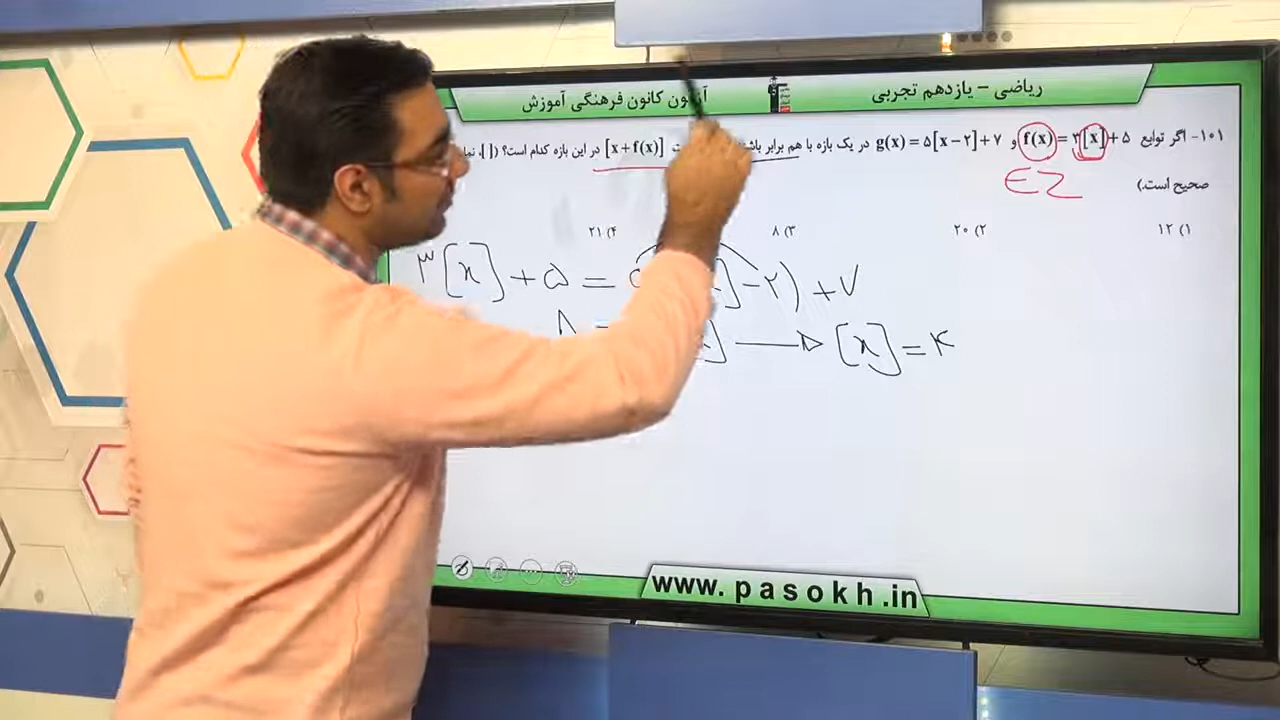 ریاضی - یازدهم تجربی
آزمون کانون فرهنگی آموزش
۱۰۱- اگر توابع f(x) = ۳[x]+۵ و g(x) = ۵[x−۲]+۷ در یک بازه با هم برابر [x+f(x)] در این بازه کدام است؟ ([ ]،
صحیح است.)
۱) ۱۲ ۲) ۲۰ ۳) ۸ ۴) ۲۱
EZ
۳[x] + ۵ = −۲) + ۷
[x] = ۴
www.pasokh.in